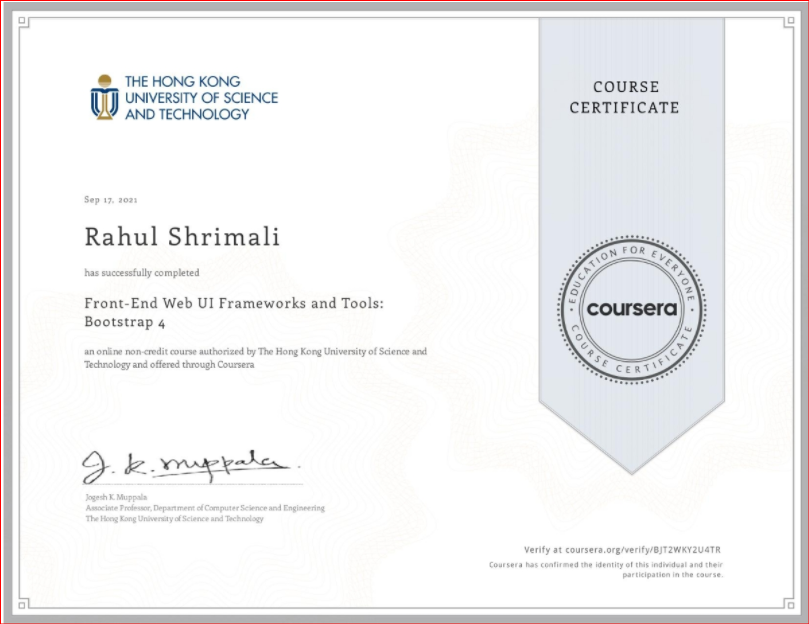 THE HONG KONG
UNIVERSITY OF SCIENCE
AND TECHNOLOGY
COURSE
CERTIFICATE
Sep 17, 2021
Rahul Shrimali
has successfully completed
Front-End Web UI Frameworks and Tools:
Bootstrap 4
an online non-credit course authorized by The Hong Kong University of Science and
Technology and offered through Coursera
EDUCATION FOR EVERYONE
coursera
COURSE CERTIFICATE
J. K. Muppala
Jogesh K. Muppala
Associate Professor, Department of Computer Science and Engineering
The Hong Kong University of Science and Technology
Verify at coursera.org/verify/BJT2WKY2U4TR
Coursera has confirmed the identity of this individual and their
participation in the course.